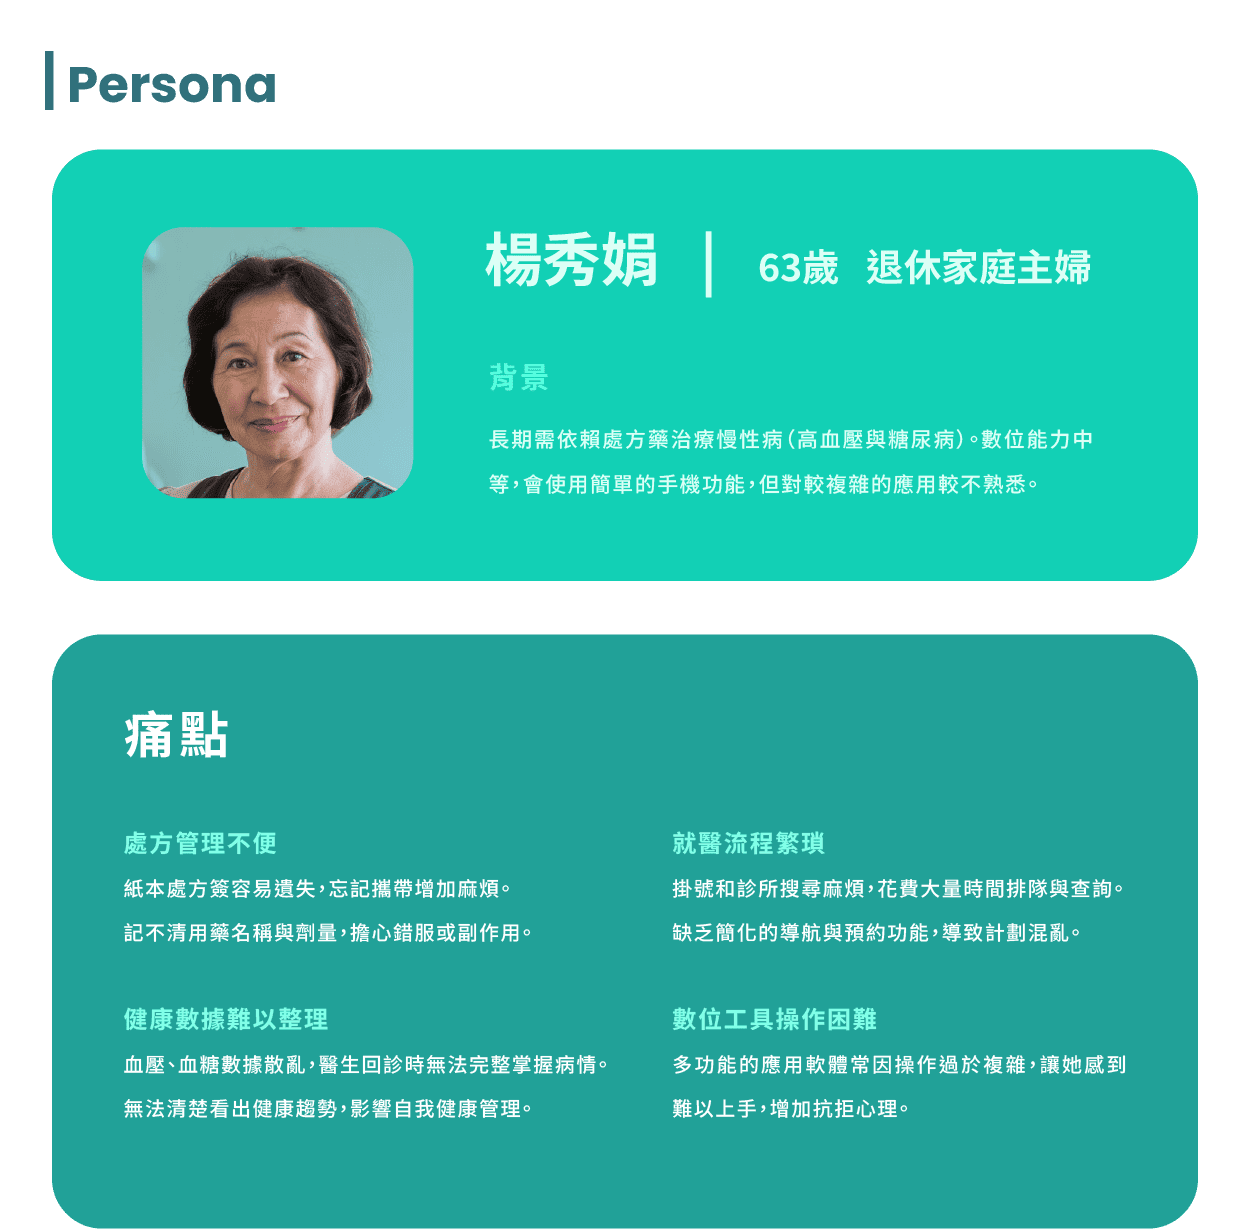 Persona
楊秀娟 | 63歲 退休家庭主婦
背景
長期需依賴處方藥治療慢性病（高血壓與糖尿病）。數位能力中
等，會使用簡單的手機功能，但對較複雜的應用較不熟悉。
痛點
處方管理不便
紙本處方簽容易遺失，忘記攜帶增加麻煩。
記不清用藥名稱與劑量，擔心錯服或副作用。
就醫流程繁瑣
掛號和診所搜尋麻煩，花費大量時間排隊與查詢。
缺乏簡化的導航與預約功能，導致計劃混亂。
健康數據難以整理
血壓、血糖數據散亂，醫生回診時無法完整掌握病情。
無法清楚看出健康趨勢，影響自我健康管理。
數位工具操作困難
多功能的應用軟體常因操作過於複雜，讓她感到
難以上手，增加抗拒心理。